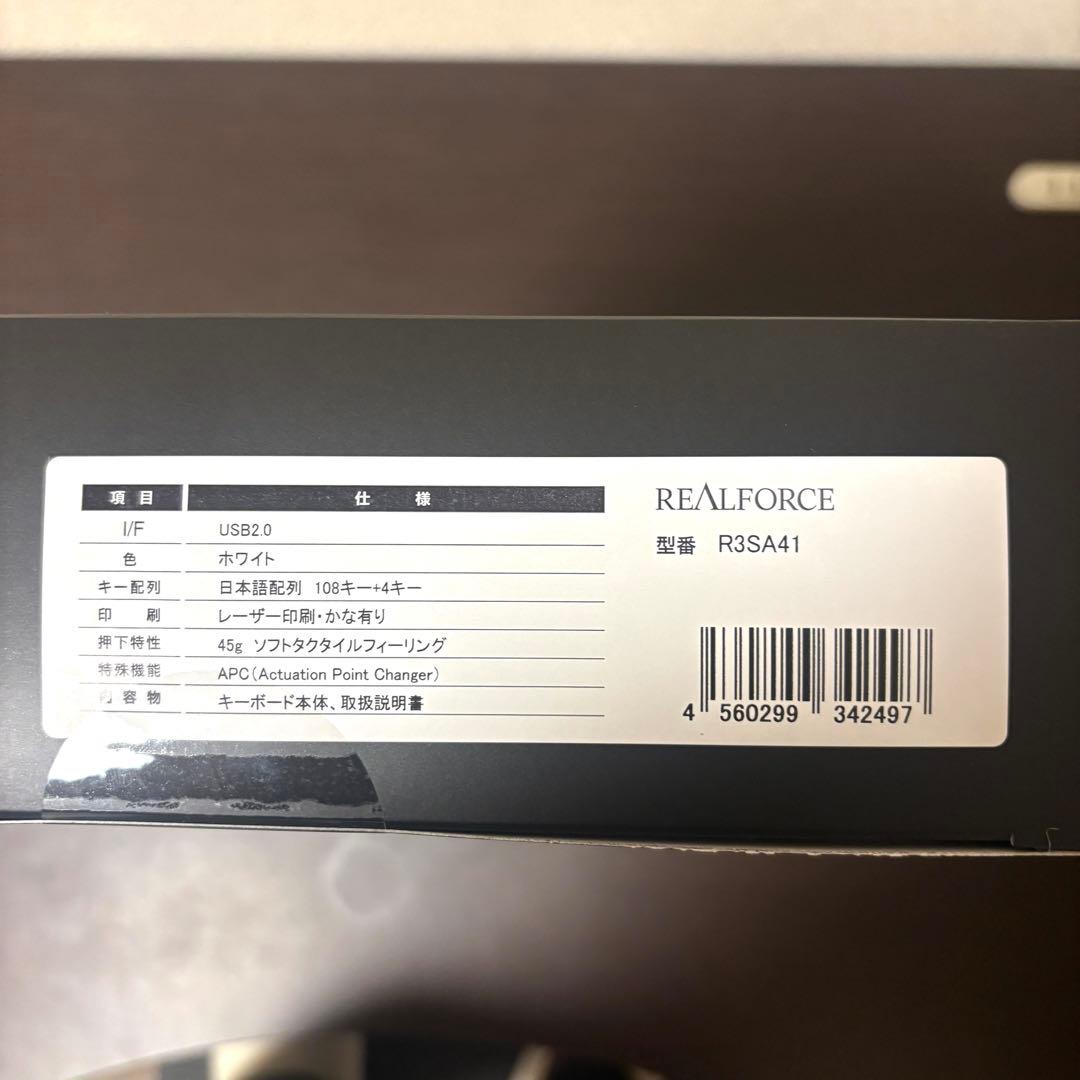 項目 仕様
I/F USB2.0
色 ホワイト
キー配列 日本語配列 108キー+4キー
印刷 レーザー印刷・かな有り
押下特性 45g ソフトタクタイルフィーリング
特殊機能 APC(Actuation Point Changer)
内容物 キーボード本体、取扱説明書
REALFORCE
型番 R3SA41
4 560299 342497